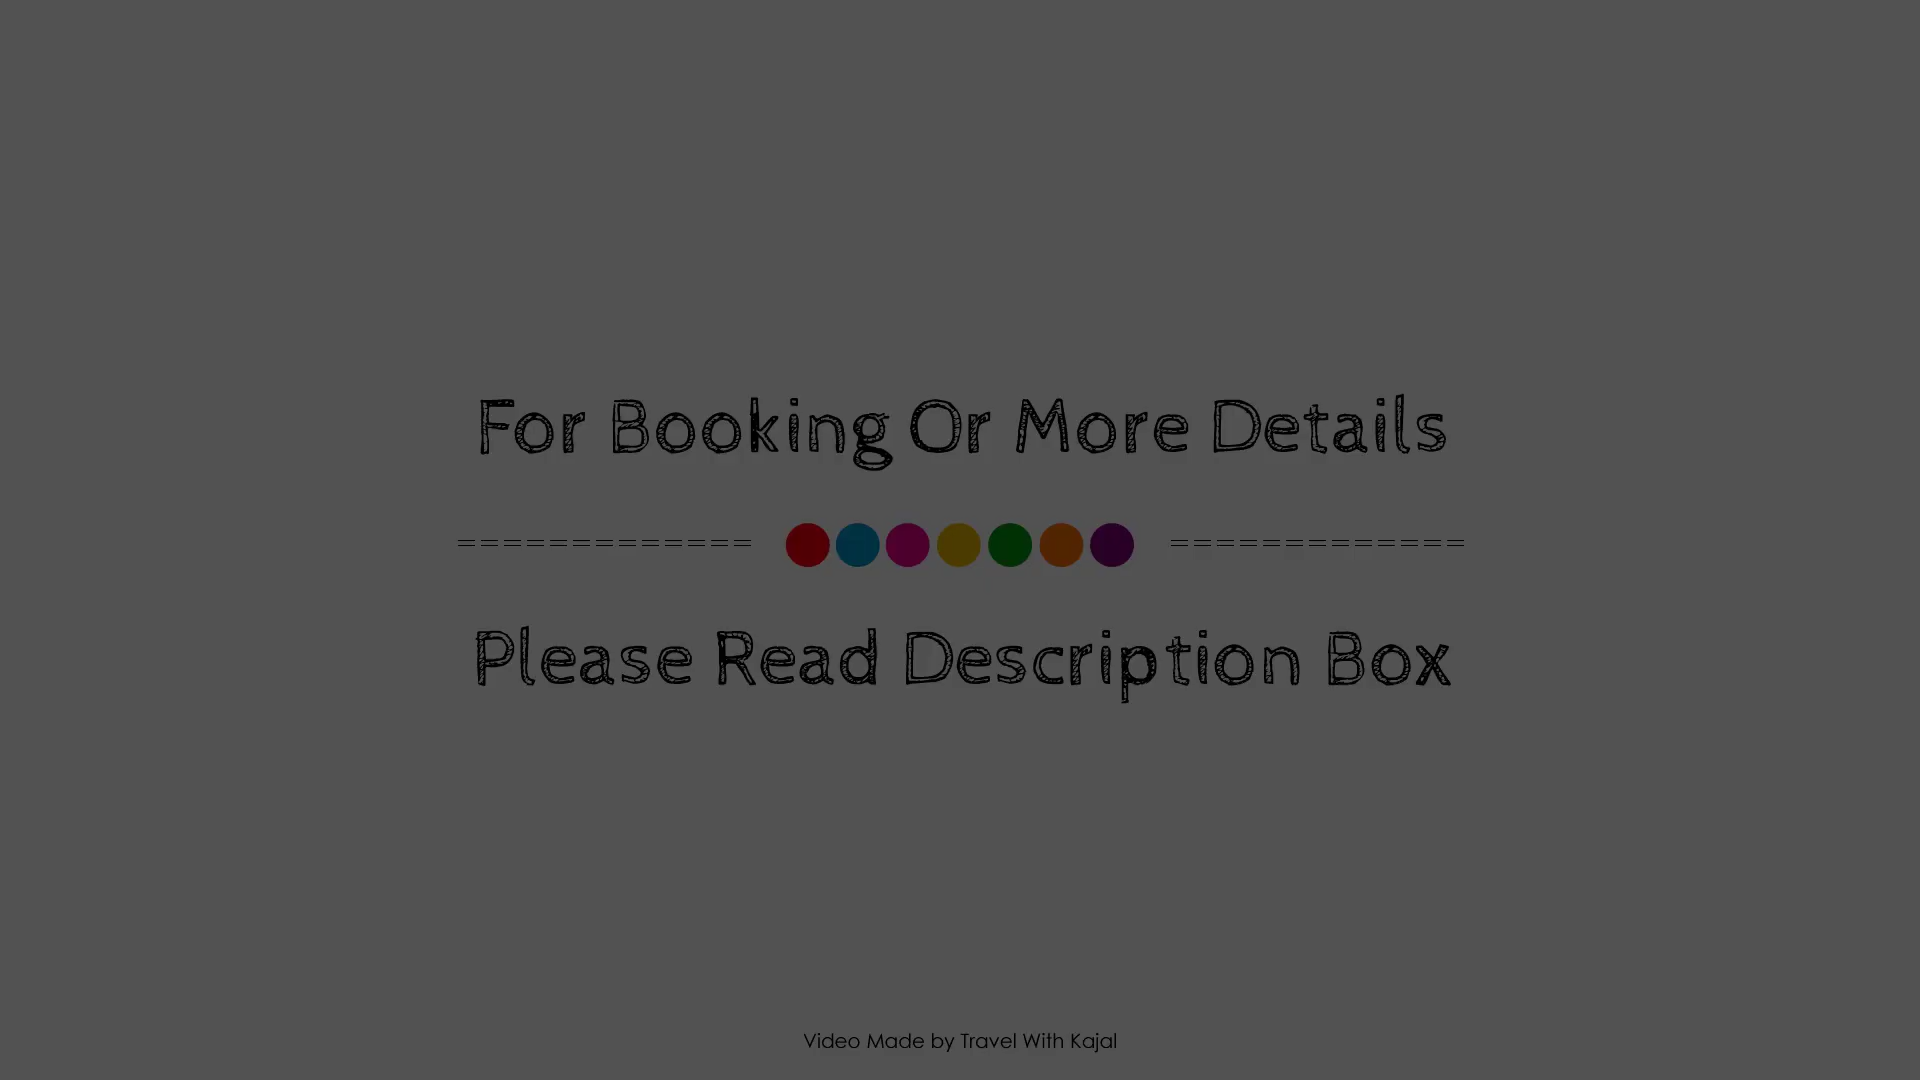 For Booking Or More Details
============= =============
Please Read Description Box
Video Made by Travel With Kajal